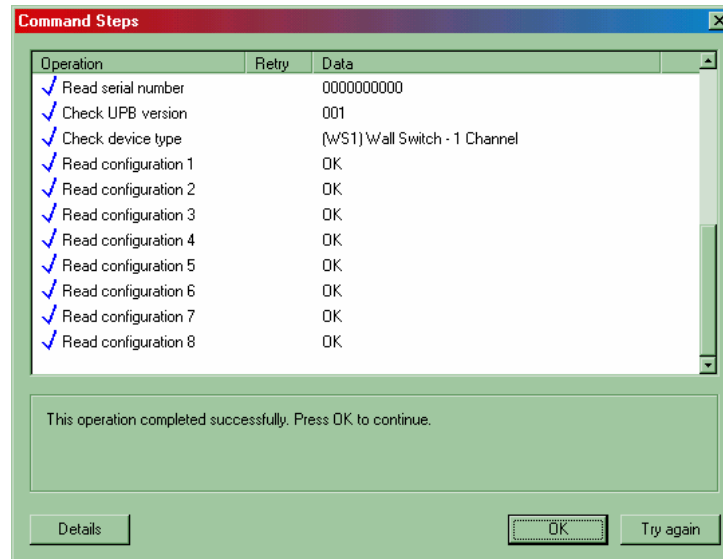 Command Steps
Operation Retry Data
Read serial number 0000000000
Check UPB version 001
Check device type (WS1) Wall Switch - 1 Channel
Read configuration 1 OK
Read configuration 2 OK
Read configuration 3 OK
Read configuration 4 OK
Read configuration 5 OK
Read configuration 6 OK
Read configuration 7 OK
Read configuration 8 OK
This operation completed successfully. Press OK to continue.
Details OK Try again